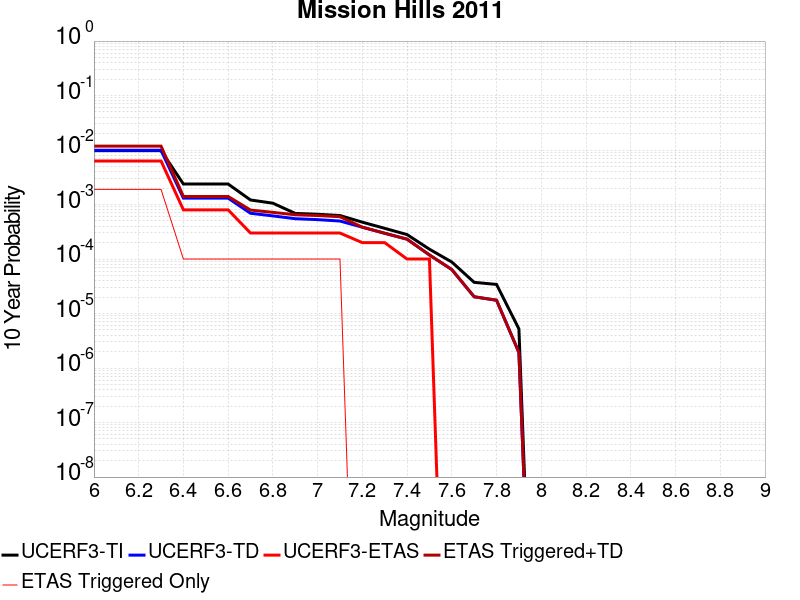 Mission Hills 2011
10 Year Probability
10^0
10^-1
10^-2
10^-3
10^-4
10^-5
10^-6
10^-7
10^-8
6 6.2 6.4 6.6 6.8 7 7.2 7.4 7.6 7.8 8 8.2 8.4 8.6 8.8 9
Magnitude
UCERF3-TI UCERF3-TD UCERF3-ETAS ETAS Triggered+TD
ETAS Triggered Only